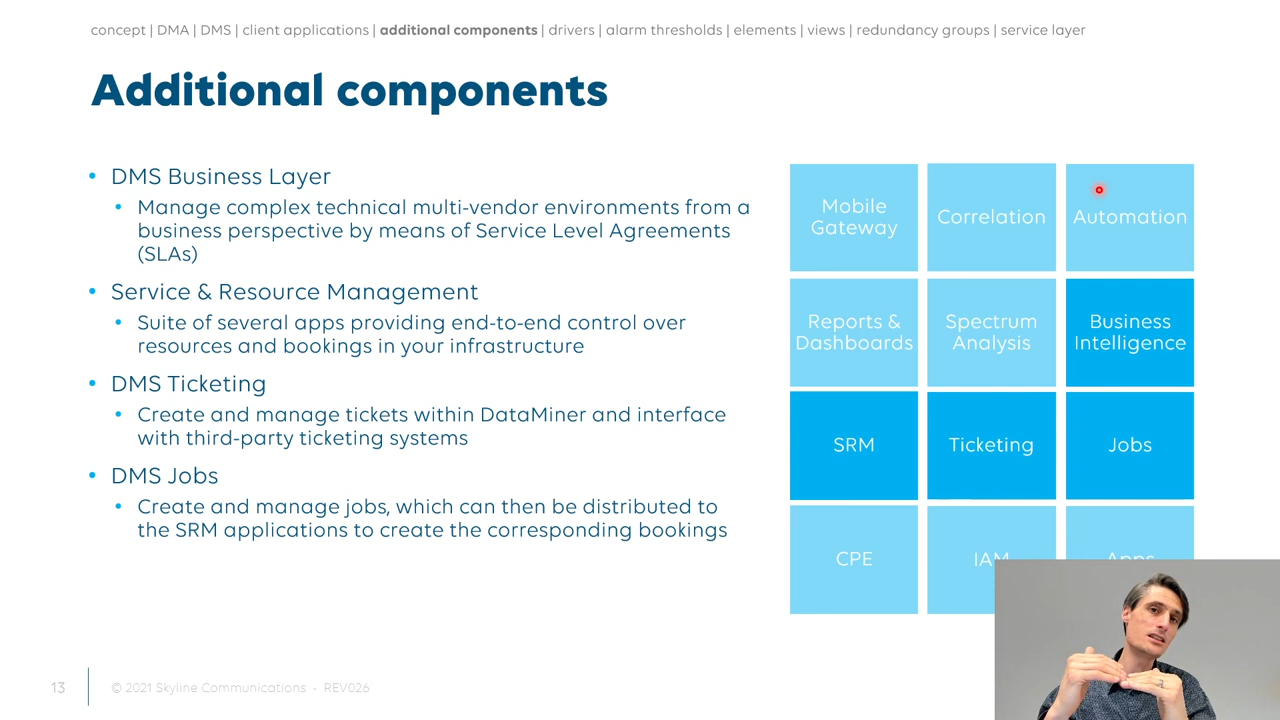 concept | DMA | DMS | client applications | additional components | drivers | alarm thresholds | elements | views | redundancy groups | service layer
Additional components
• DMS Business Layer
• Manage complex technical multi-vendor environments from a
business perspective by means of Service Level Agreements
(SLAs)
• Service & Resource Management
• Suite of several apps providing end-to-end control over
resources and bookings in your infrastructure
• DMS Ticketing
• Create and manage tickets within DataMiner and interface
with third-party ticketing systems
• DMS Jobs
• Create and manage jobs, which can then be distributed to
the SRM applications to create the corresponding bookings
Mobile
Gateway
Correlation
Automation
Reports &
Dashboards
Spectrum
Analysis
Business
Intelligence
SRM
Ticketing
Jobs
CPE
IAM
Apps
13
© 2021 Skyline Communications - REV026